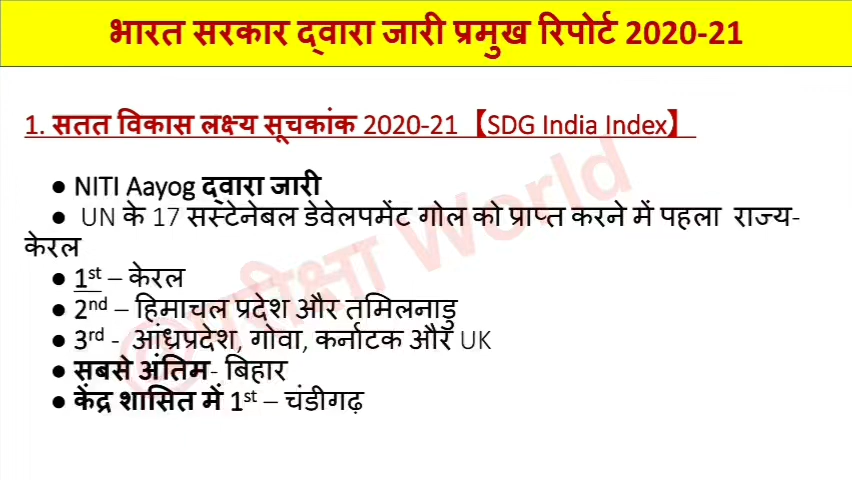 भारत सरकार द्वारा जारी प्रमुख रिपोर्ट 2020-21
1. सतत विकास लक्ष्य सूचकांक 2020-21 【SDG India Index】
● NITI Aayog द्वारा जारी
● UN के 17 सस्टेनेबल डेवेलपमेंट गोल को प्राप्त करने में पहला राज्य-
केरल
● 1st – केरल
● 2nd – हिमाचल प्रदेश और तमिलनाडु
● 3rd - आंध्रप्रदेश, गोवा, कर्नाटक और UK
● सबसे अंतिम- बिहार
● केंद्र शासित में 1st – चंडीगढ़
@परीक्षा World